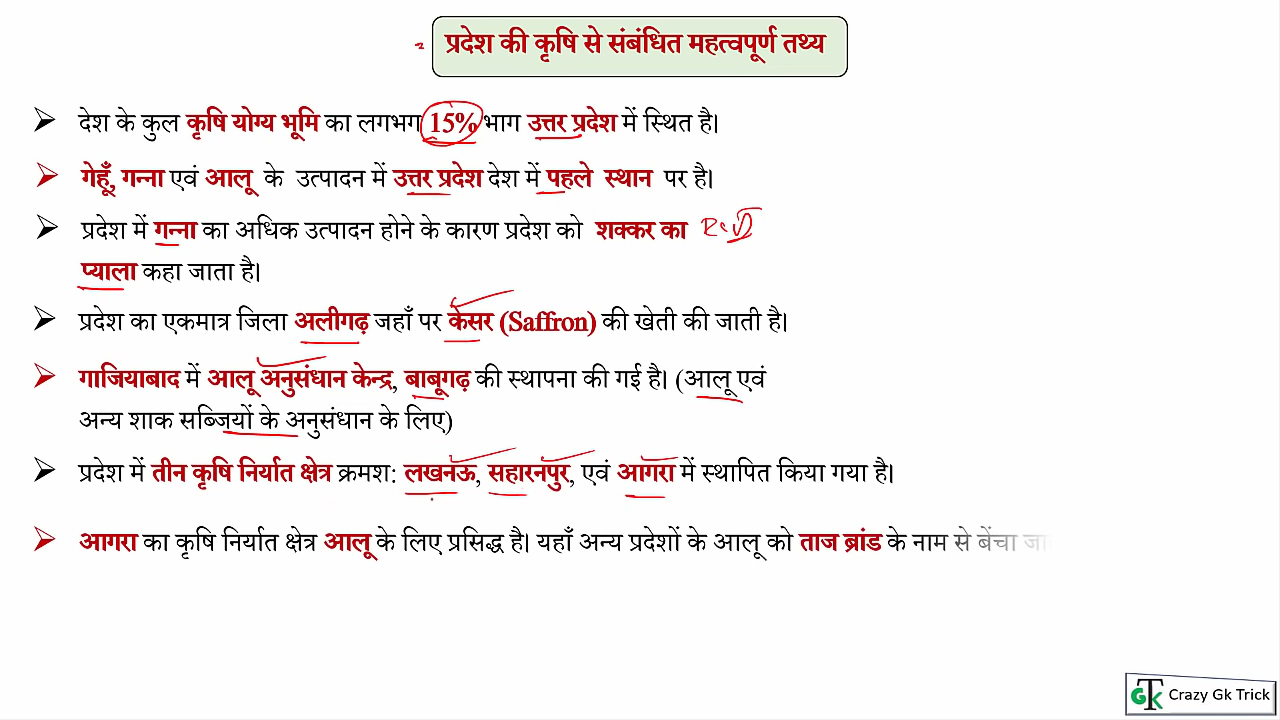 प्रदेश की कृषि से संबंधित महत्वपूर्ण तथ्य
देश के कुल कृषि योग्य भूमि का लगभग 15% भाग उत्तर प्रदेश में स्थित है।
गेहूँ, गन्ना एवं आलू के उत्पादन में उत्तर प्रदेश देश में पहले स्थान पर है।
प्रदेश में गन्ना का अधिक उत्पादन होने के कारण प्रदेश को शक्कर का
प्याला कहा जाता है।
प्रदेश का एकमात्र जिला अलीगढ़ जहाँ पर केसर (Saffron) की खेती की जाती है।
गाजियाबाद में आलू अनुसंधान केन्द्र, बाबूगढ़ की स्थापना की गई है। (आलू एवं
अन्य शाक सब्जियों के अनुसंधान के लिए)
प्रदेश में तीन कृषि निर्यात क्षेत्र क्रमश: लखनऊ, सहारनपुर, एवं आगरा में स्थापित किया गया है।
आगरा का कृषि निर्यात क्षेत्र आलू के लिए प्रसिद्ध है। यहाँ अन्य प्रदेशों के आलू को ताज ब्रांड के नाम से बेंचा
GTK Crazy Gk Trick